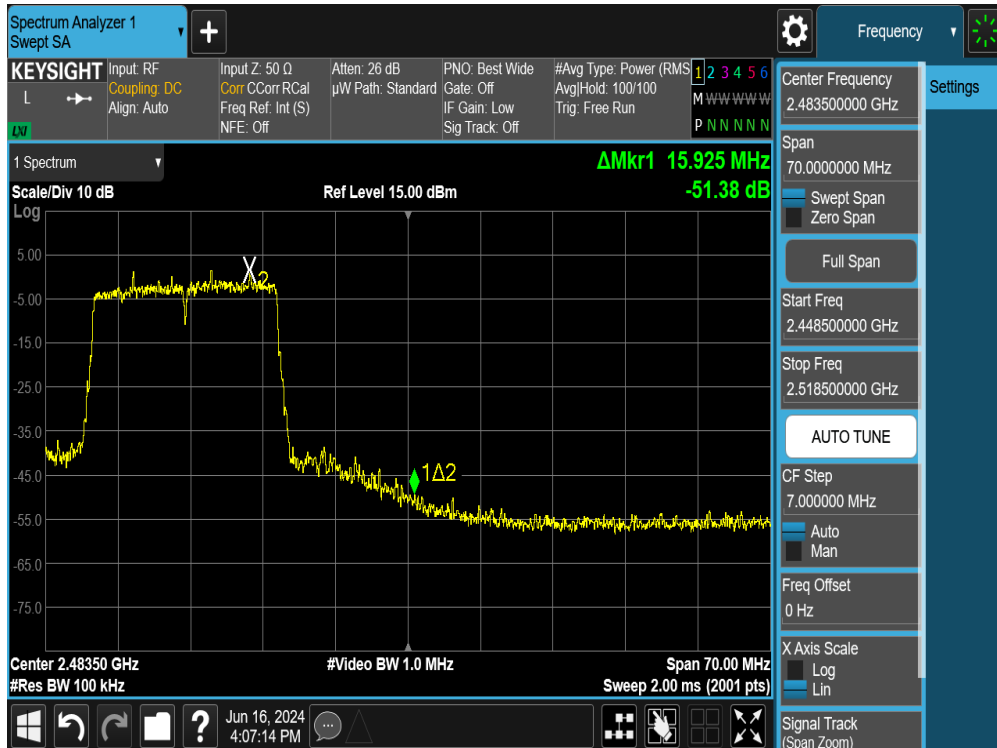 Spectrum Analyzer 1
Swept SA
Frequency
KEYSIGHT
L
LXI
Input: RF
Coupling: DC
Align: Auto
Input Z: 50 Ω
Corr CCorr RCal
Freq Ref: Int (S)
NFE: Off
Atten: 26 dB
µW Path: Standard
PNO: Best Wide
Gate: Off
IF Gain: Low
Sig Track: Off
#Avg Type: Power (RMS
Avg|Hold: 100/100
Trig: Free Run
1 2 3 4 5 6
M W W W W W
P N N N N N
1 Spectrum
ΔMkr1 15.925 MHz
-51.38 dB
Scale/Div 10 dB
Ref Level 15.00 dBm
Log
5.00
-5.00
-15.0
-25.0
-35.0
-45.0
-55.0
-65.0
-75.0
X2
1Δ2
Center 2.48350 GHz
#Video BW 1.0 MHz
Span 70.00 MHz
#Res BW 100 kHz
Sweep 2.00 ms (2001 pts)
Jun 16, 2024
4:07:14 PM
Settings
Center Frequency
2.483500000 GHz
Span
70.0000000 MHz
Swept Span
Zero Span
Full Span
Start Freq
2.448500000 GHz
Stop Freq
2.518500000 GHz
AUTO TUNE
CF Step
7.000000 MHz
Auto
Man
Freq Offset
0 Hz
X Axis Scale
Log
Lin
Signal Track
(Span Zoom)